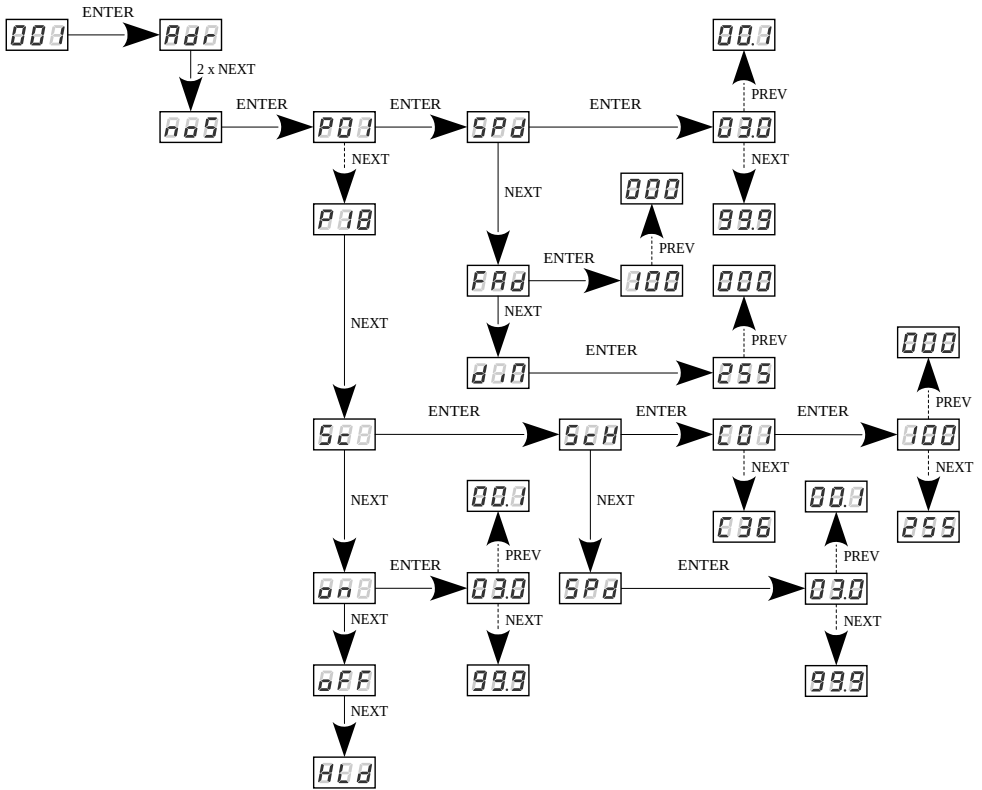 ENTER
001
Adr
00.1
2 x NEXT
PREV
ENTER
ENTER
ENTER
noS
P01
SPd
03.0
NEXT
NEXT
000
NEXT
P18
99.9
PREV
ENTER
FAd
100
000
NEXT
NEXT
PREV
000
ENTER
din
255
PREV
ENTER
ENTER
ENTER
Sc
ScH
C01
100
NEXT
NEXT
00.1
00.1
NEXT
NEXT
C36
255
PREV
PREV
ENTER
ENTER
on
03.0
SPd
03.0
NEXT
NEXT
NEXT
oFF
99.9
99.9
NEXT
HLd